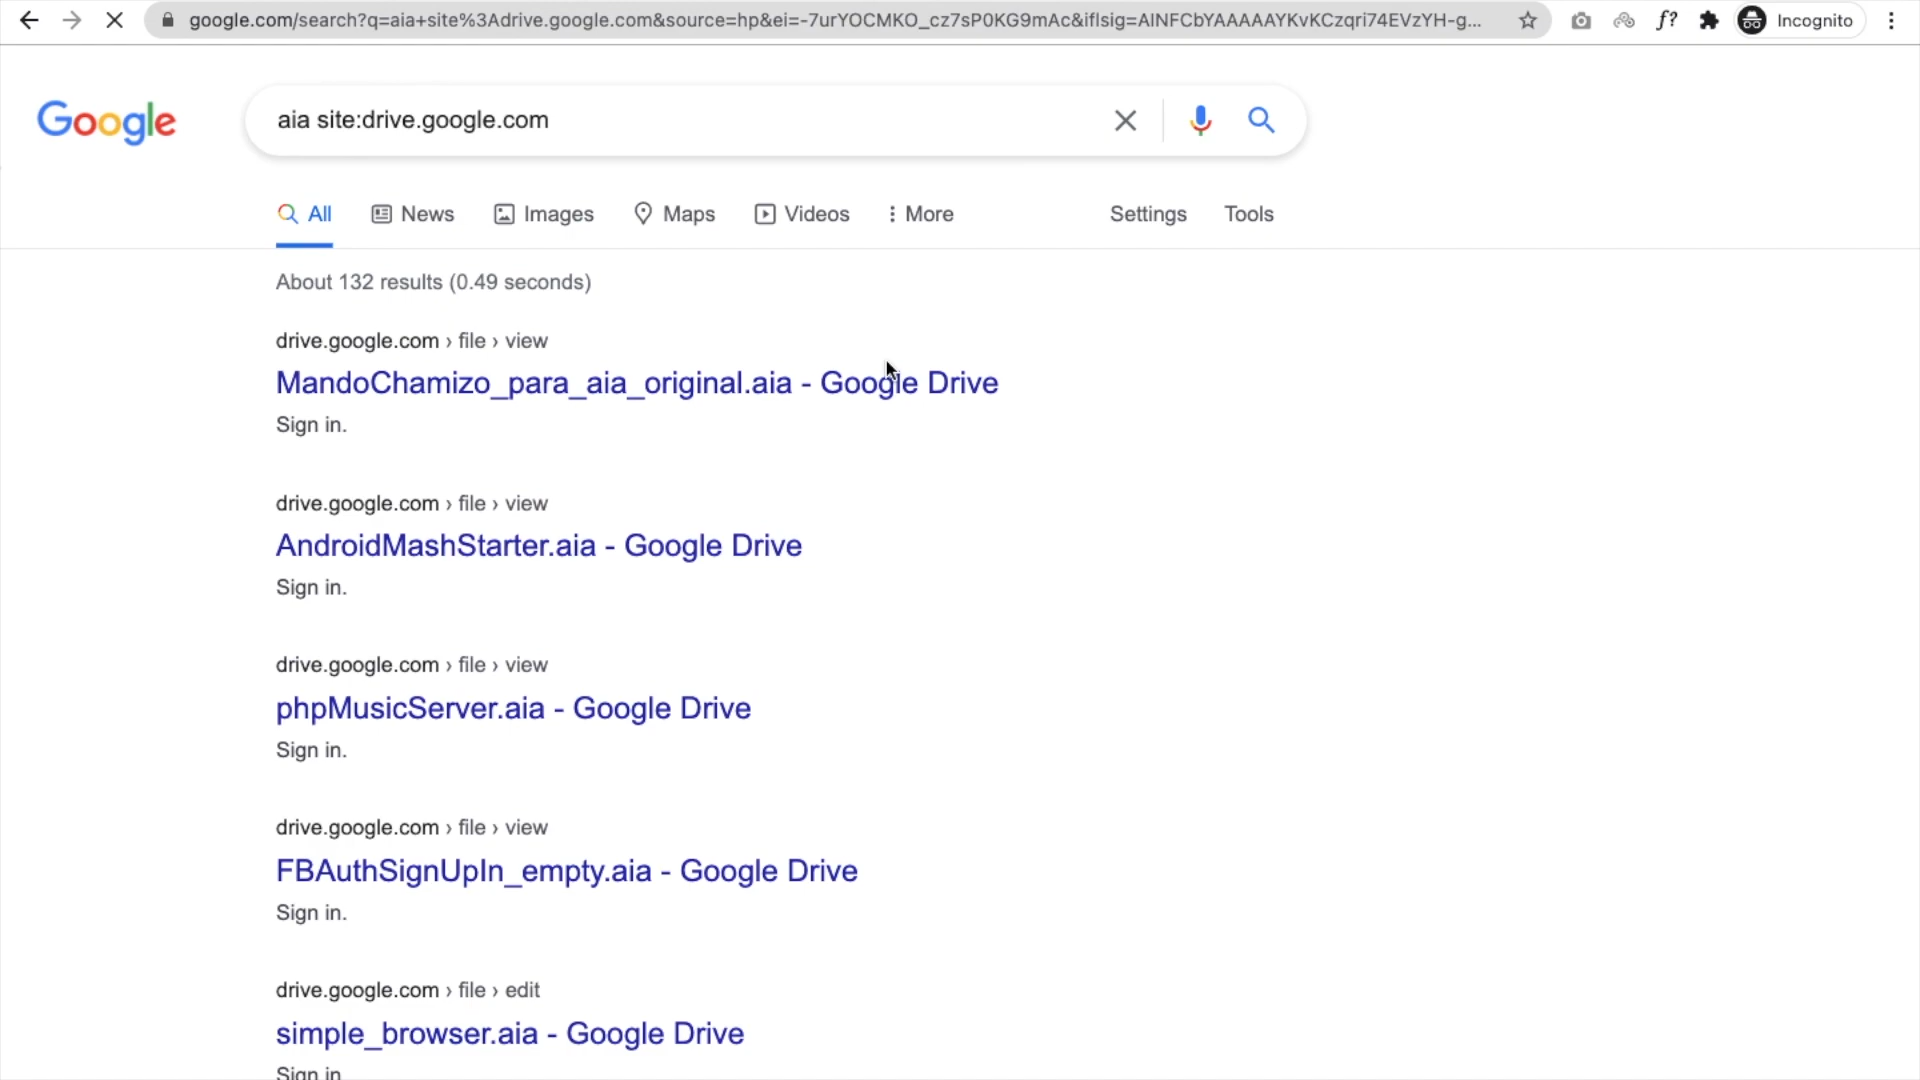 google.com/search?q=aia+site%3Adrive.google.com&source=hp&ei=-7urYOCMKO_cz7sP0KG9mAc&iflsig=AINFCbYAAAAAYKvKCzqri74EVzYH-g...
f?
Incognito
Google
aia site:drive.google.com
All
News
Images
Maps
Videos
More
Settings
Tools
About 132 results (0.49 seconds)
drive.google.com › file › view
MandoChamizo_para_aia_original.aia - Google Drive
Sign in.
drive.google.com › file › view
AndroidMashStarter.aia - Google Drive
Sign in.
drive.google.com › file › view
phpMusicServer.aia - Google Drive
Sign in.
drive.google.com › file › view
FBAuthSignUpIn_empty.aia - Google Drive
Sign in.
drive.google.com › file › edit
simple_browser.aia - Google Drive
Sign in